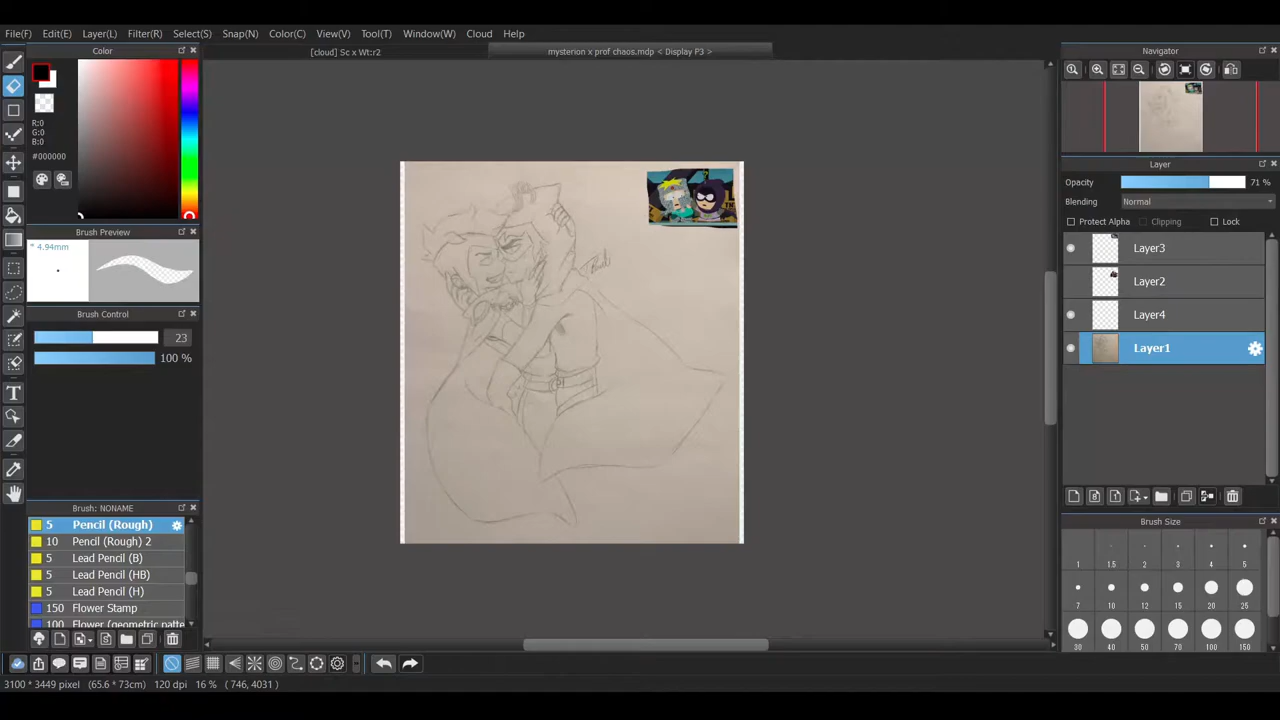 File(F) Edit(E) Layer(L) Filter(R) Select(S) Snap(N) Color(C) View(V) Tool(T) Window(W) Cloud Help
Color
[cloud] Sc x Wt:r2
mysterion x prof chaos.mdp < Display P3 >
Navigator
R:0
G:0
B:0
#000000
Brush Preview
* 4.94mm
Brush Control
23
100 %
Brush: NONAME
5 Pencil (Rough)
10 Pencil (Rough) 2
5 Lead Pencil (B)
5 Lead Pencil (HB)
5 Lead Pencil (H)
150 Flower Stamp
100 Flower (geometric patte
Layer
Opacity 71 %
Blending Normal
Protect Alpha Clipping Lock
Layer3
Layer2
Layer4
Layer1
Brush Size
1 1.5 2 3 4 5
7 10 12 15 20 25
30 40 50 70 100 150
3100 * 3449 pixel (65.6 * 73cm) 120 dpi 16 % ( 746, 4031 )